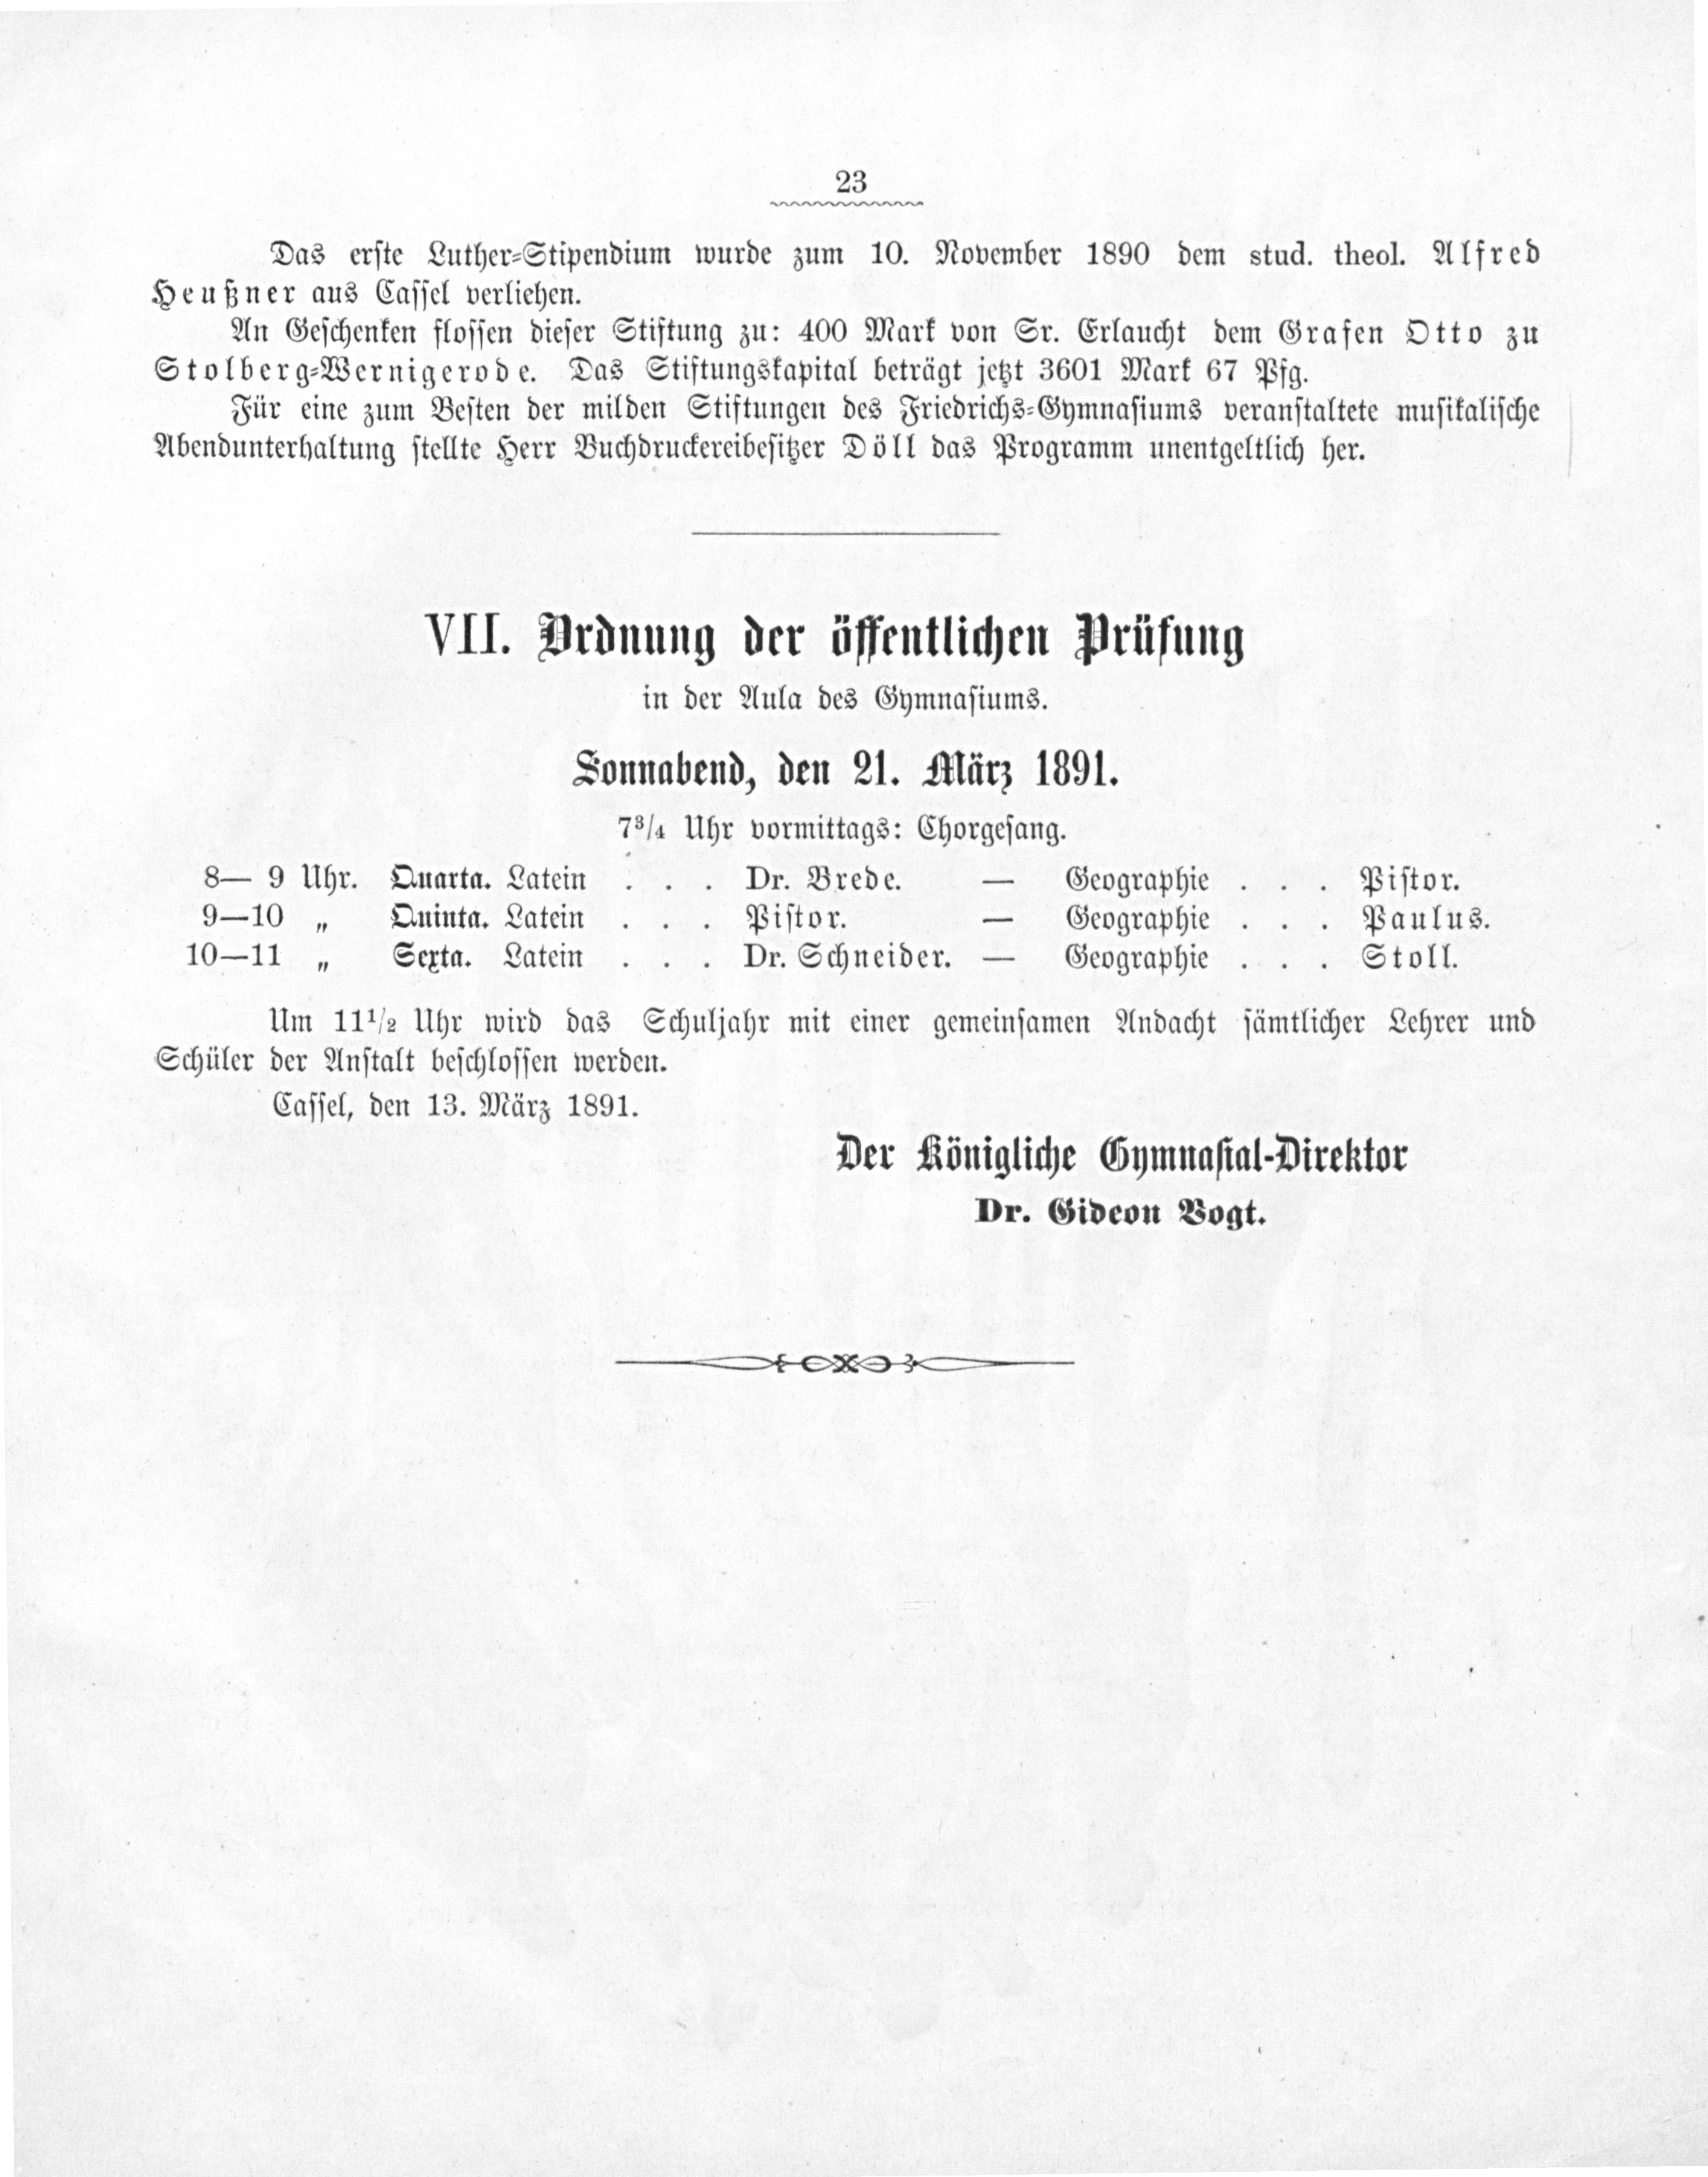 23
Das erste Luther-Stipendium wurde zum 10. November 1890 dem stud. theol. Alfred
Heußner aus Cassel verliehen.
An Geschenken flossen dieser Stiftung zu: 400 Mark von Sr. Erlaucht dem Grafen Otto zu
Stolberg-Wernigerode. Das Stiftungskapital beträgt jetzt 3601 Mark 67 Pfg.
Für eine zum Besten der milden Stiftungen des Friedrichs-Gymnasiums veranstaltete musikalische
Abendunterhaltung stellte Herr Buchdruckereibesitzer Döll das Programm unentgeltlich her.
VII. Ordnung der öffentlichen Prüfung
in der Aula des Gymnasiums.
Sonnabend, den 21. März 1891.
7³/₄ Uhr vormittags: Chorgesang.
8— 9 Uhr. Quarta. Latein . . . Dr. Brede. — Geographie . . . Pistor.
9—10 „ Quinta. Latein . . . Pistor. — Geographie . . . Paulus.
10—11 „ Sexta. Latein . . . Dr. Schneider. — Geographie . . . Stoll.
Um 11¹/₂ Uhr wird das Schuljahr mit einer gemeinsamen Andacht sämtlicher Lehrer und
Schüler der Anstalt beschlossen werden.
Cassel, den 13. März 1891.
Der Königliche Gymnasial-Direktor
Dr. Gideon Vogt.